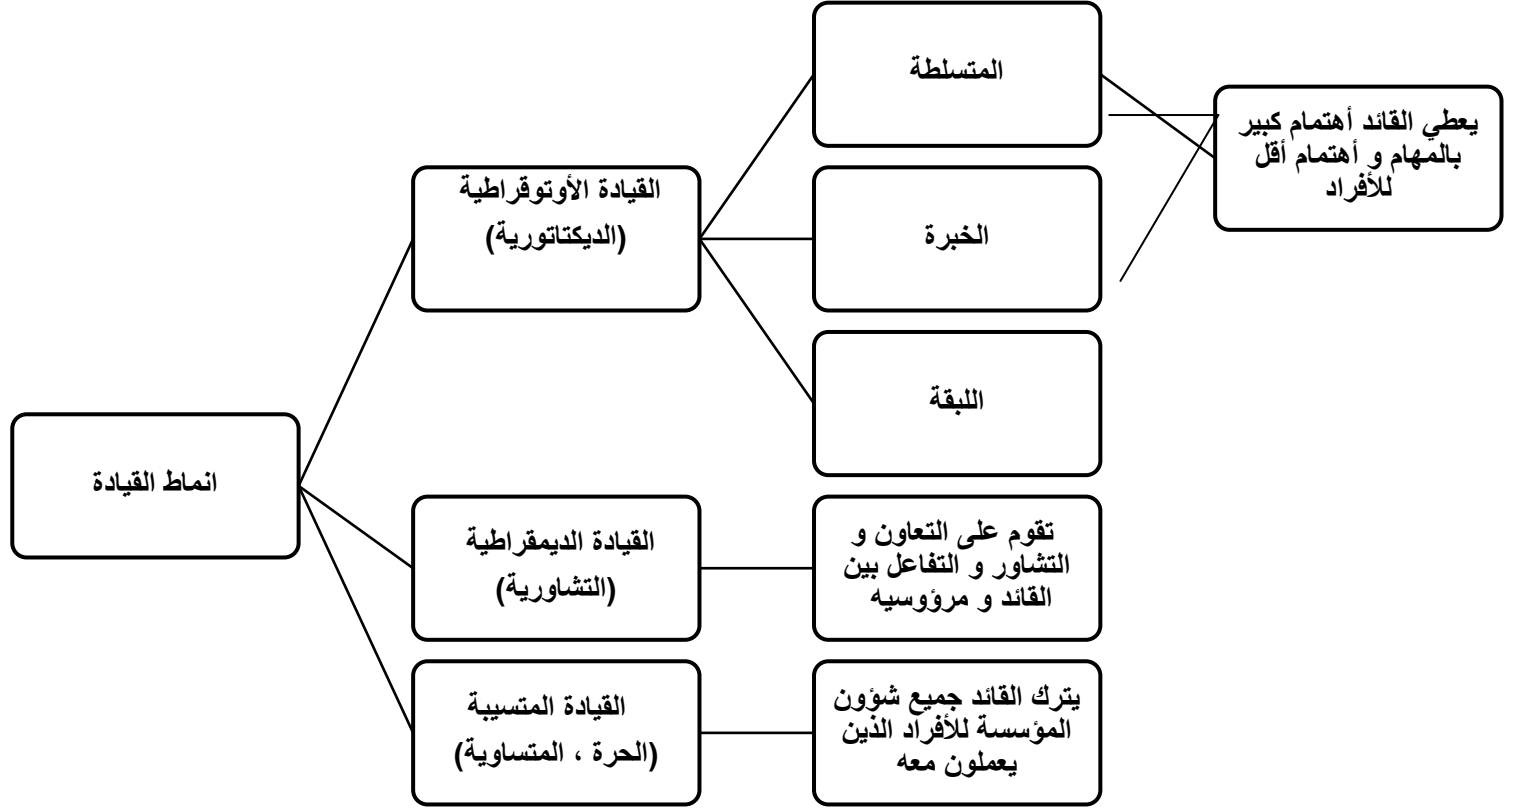 انماط القيادة
القيادة الأوتوقراطية
(الديكتاتورية)
المتسلطة
يعطي القائد أهتمام كبير
بالمهام و أهتمام أقل
للأفراد
الخبرة
اللبقة
القيادة الديمقراطية
(التشاورية)
تقوم على التعاون و
التشاور و التفاعل بين
القائد و مرؤوسيه
القيادة المتسيبة
(الحرة ، المتساوية)
يترك القائد جميع شؤون
المؤسسة للأفراد الذين
يعملون معه